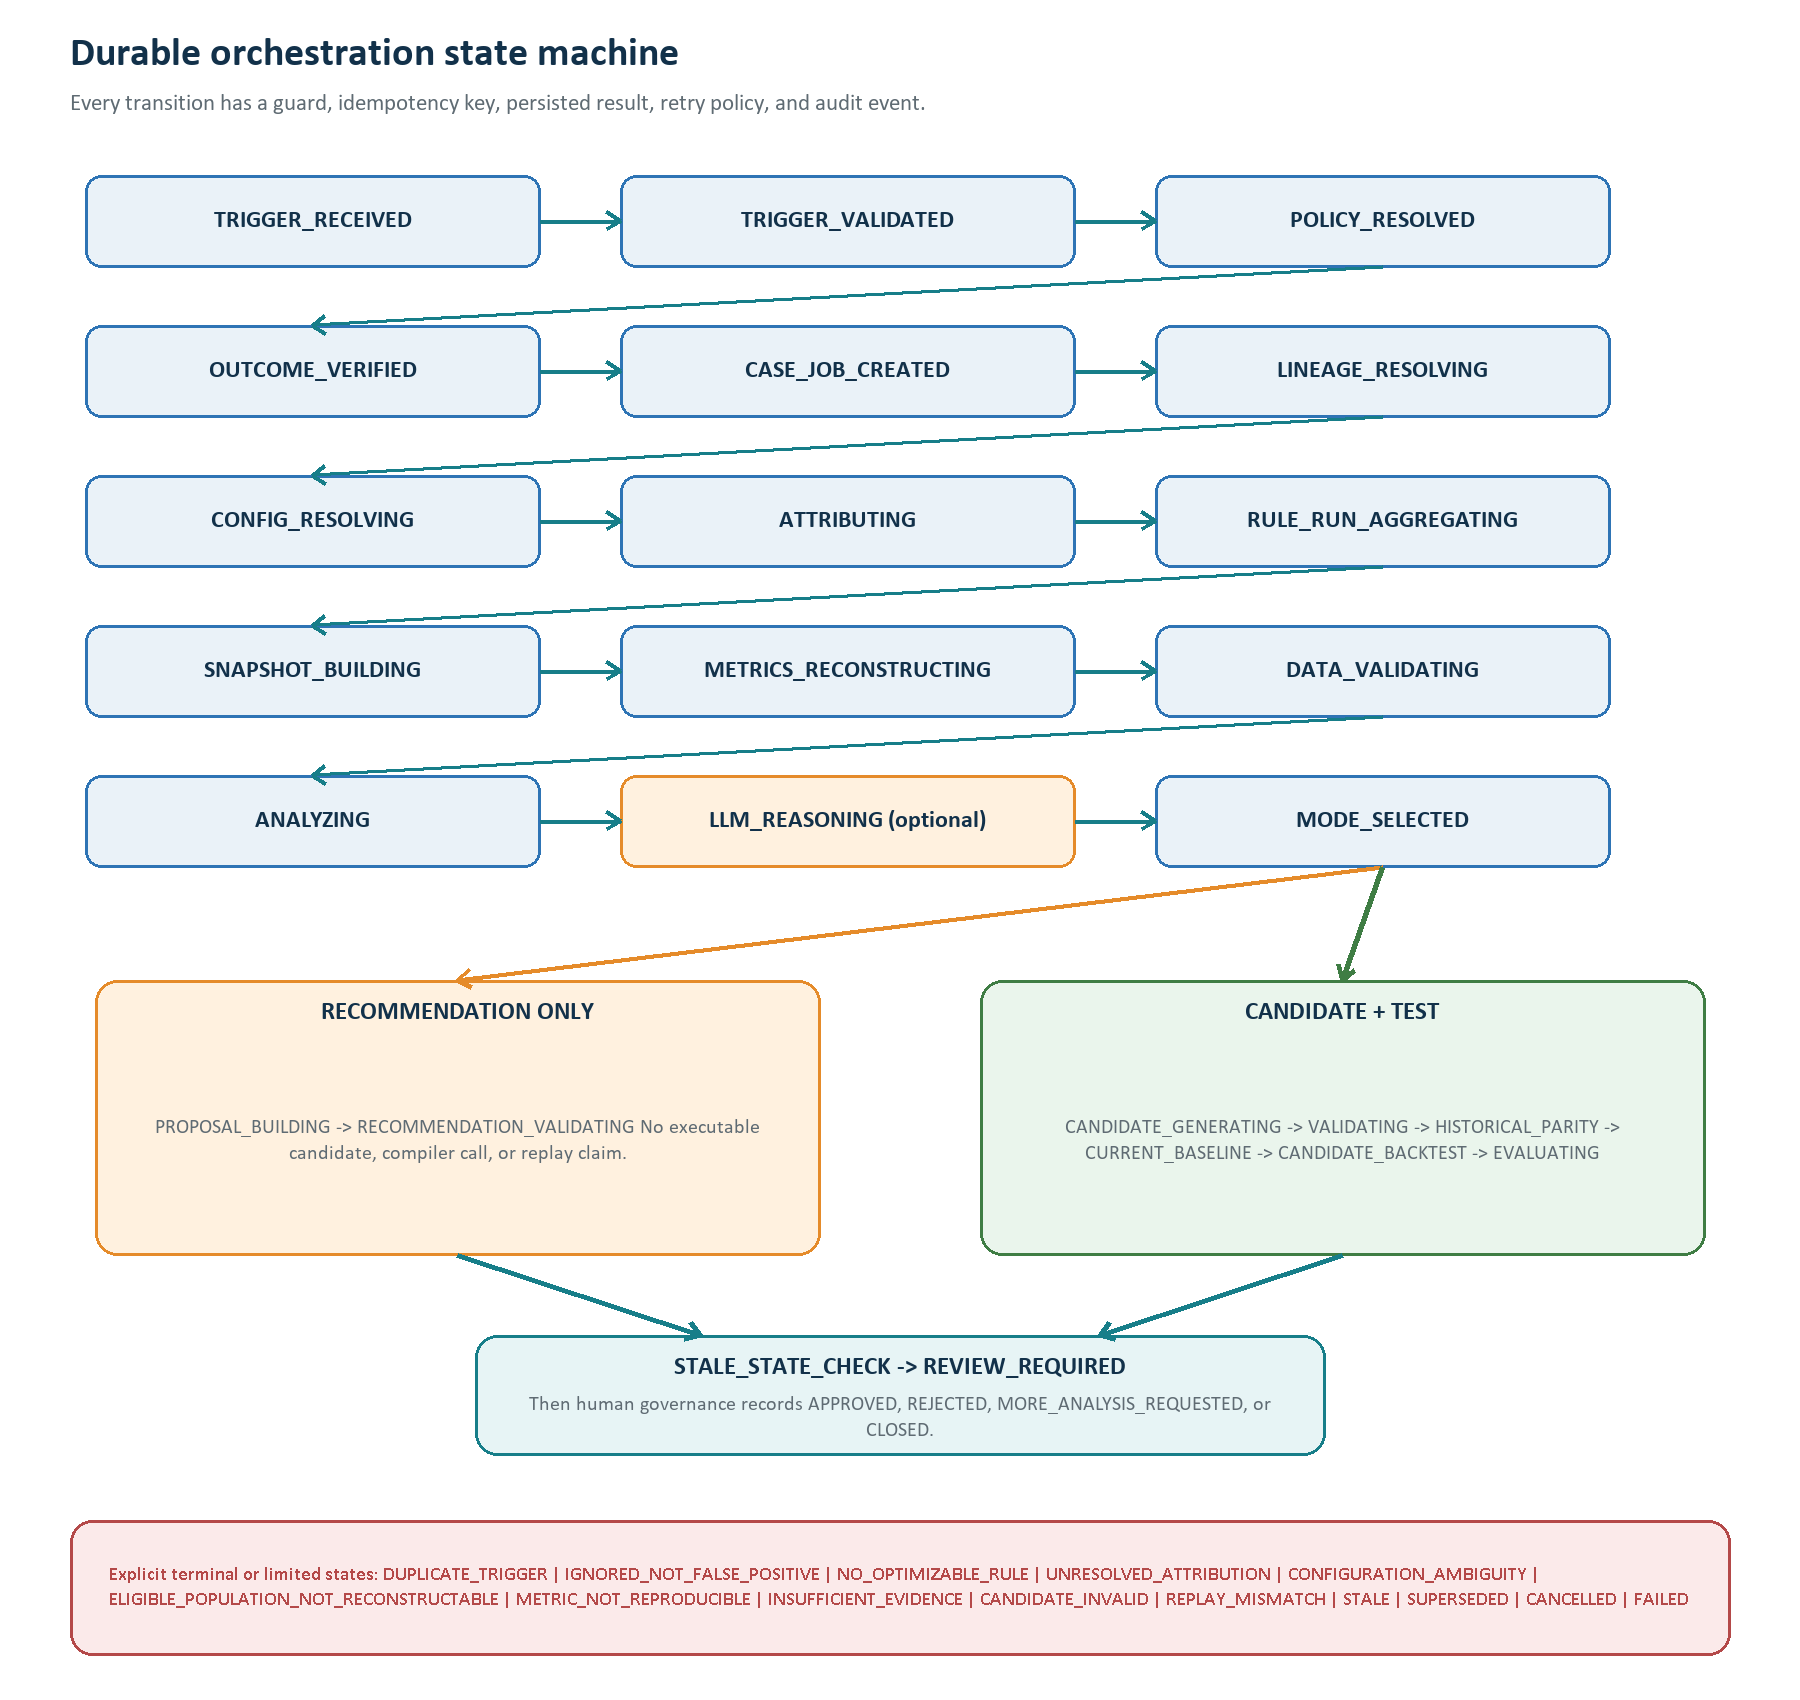 Durable orchestration state machine
Every transition has a guard, idempotency key, persisted result, retry policy, and audit event.
TRIGGER_RECEIVED
TRIGGER_VALIDATED
POLICY_RESOLVED
OUTCOME_VERIFIED
CASE_JOB_CREATED
LINEAGE_RESOLVING
CONFIG_RESOLVING
ATTRIBUTING
RULE_RUN_AGGREGATING
SNAPSHOT_BUILDING
METRICS_RECONSTRUCTING
DATA_VALIDATING
ANALYZING
LLM_REASONING (optional)
MODE_SELECTED
RECOMMENDATION ONLY
PROPOSAL_BUILDING -> RECOMMENDATION_VALIDATING No executable
candidate, compiler call, or replay claim.
CANDIDATE + TEST
CANDIDATE_GENERATING -> VALIDATING -> HISTORICAL_PARITY ->
CURRENT_BASELINE -> CANDIDATE_BACKTEST -> EVALUATING
STALE_STATE_CHECK -> REVIEW_REQUIRED
Then human governance records APPROVED, REJECTED, MORE_ANALYSIS_REQUESTED, or
CLOSED.
Explicit terminal or limited states: DUPLICATE_TRIGGER | IGNORED_NOT_FALSE_POSITIVE | NO_OPTIMIZABLE_RULE | UNRESOLVED_ATTRIBUTION | CONFIGURATION_AMBIGUITY |
ELIGIBLE_POPULATION_NOT_RECONSTRUCTABLE | METRIC_NOT_REPRODUCIBLE | INSUFFICIENT_EVIDENCE | CANDIDATE_INVALID | REPLAY_MISMATCH | STALE | SUPERSEDED | CANCELLED | FAILED